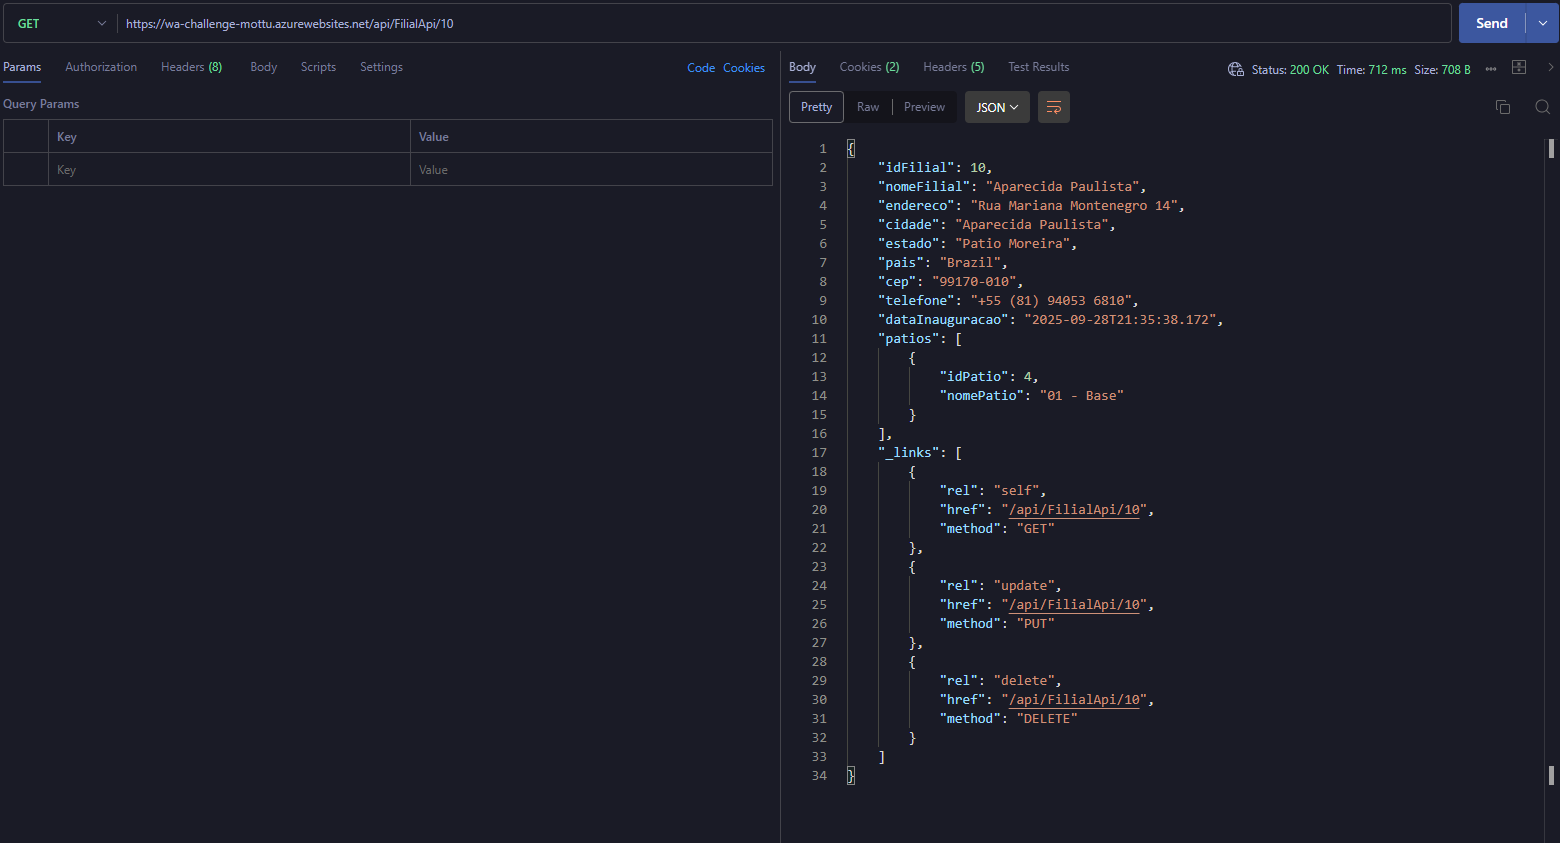 GET https://wa-challenge-mottu.azurewebsites.net/api/FilialApi/10 Send
Params Authorization Headers (8) Body Scripts Settings Code Cookies
Query Params
Key Value
Key Value
Body Cookies (2) Headers (5) Test Results Status: 200 OK Time: 712 ms Size: 708 B
Pretty Raw Preview JSON
1 {
2 "idFilial": 10,
3 "nomeFilial": "Aparecida Paulista",
4 "endereco": "Rua Mariana Montenegro 14",
5 "cidade": "Aparecida Paulista",
6 "estado": "Patio Moreira",
7 "pais": "Brazil",
8 "cep": "99170-010",
9 "telefone": "+55 (81) 94053 6810",
10 "dataInauguracao": "2025-09-28T21:35:38.172",
11 "patios": [
12 {
13 "idPatio": 4,
14 "nomePatio": "01 - Base"
15 }
16 ],
17 "_links": [
18 {
19 "rel": "self",
20 "href": "/api/FilialApi/10",
21 "method": "GET"
22 },
23 {
24 "rel": "update",
25 "href": "/api/FilialApi/10",
26 "method": "PUT"
27 },
28 {
29 "rel": "delete",
30 "href": "/api/FilialApi/10",
31 "method": "DELETE"
32 }
33 ]
34 }